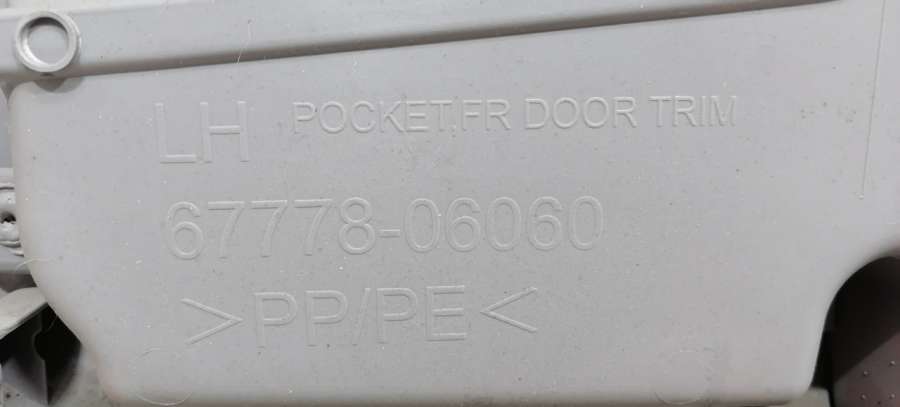 LH POCKET,FR DOOR TRIM
67778-06060
>PP/PE<